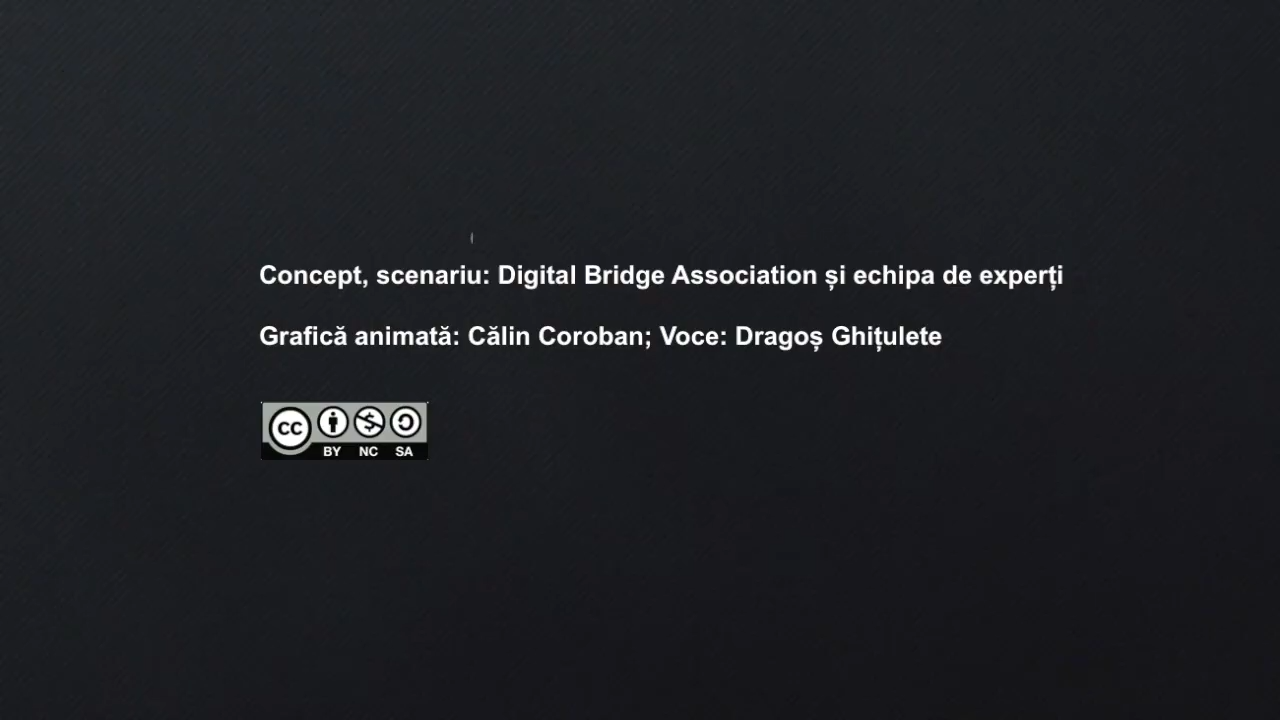 Concept, scenariu: Digital Bridge Association și echipa de experți
Grafică animată: Călin Coroban; Voce: Dragoș Ghițulete
CC BY NC SA